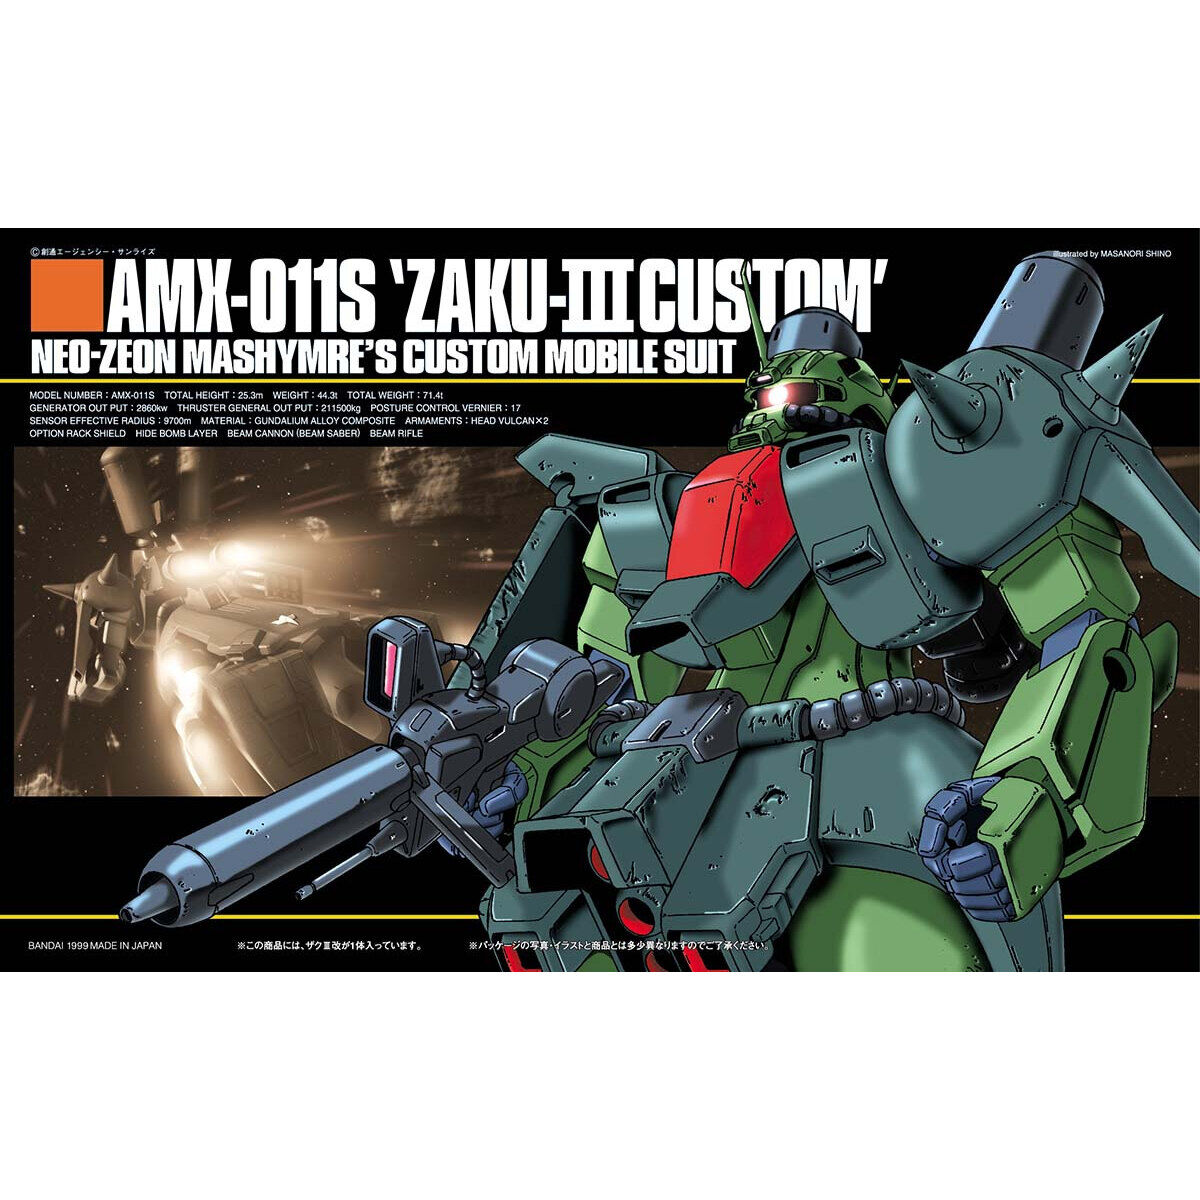 ©創通エージェンシー・サンライズ
illustrated by MASANORI SHINO
AMX-011S 'ZAKU-III CUSTOM'
NEO-ZEON MASHYMRE'S CUSTOM MOBILE SUIT
MODEL NUMBER：AMX-011S TOTAL HEIGHT：25.3m WEIGHT：44.3t TOTAL WEIGHT：71.4t
GENERATOR OUT PUT：2860kw THRUSTER GENERAL OUT PUT：211500kg POSTURE CONTROL VERNIER：17
SENSOR EFFECTIVE RADIUS：9700m MATERIAL：GUNDALIUM ALLOY COMPOSITE ARMAMENTS：HEAD VULCAN×2
OPTION RACK SHIELD HIDE BOMB LAYER BEAM CANNON (BEAM SABER) BEAM RIFLE
BANDAI 1999 MADE IN JAPAN
※この商品には、ザクⅢ改が1体入っています。
※パッケージの写真・イラストと商品とは多少異なりますのでご了承ください。